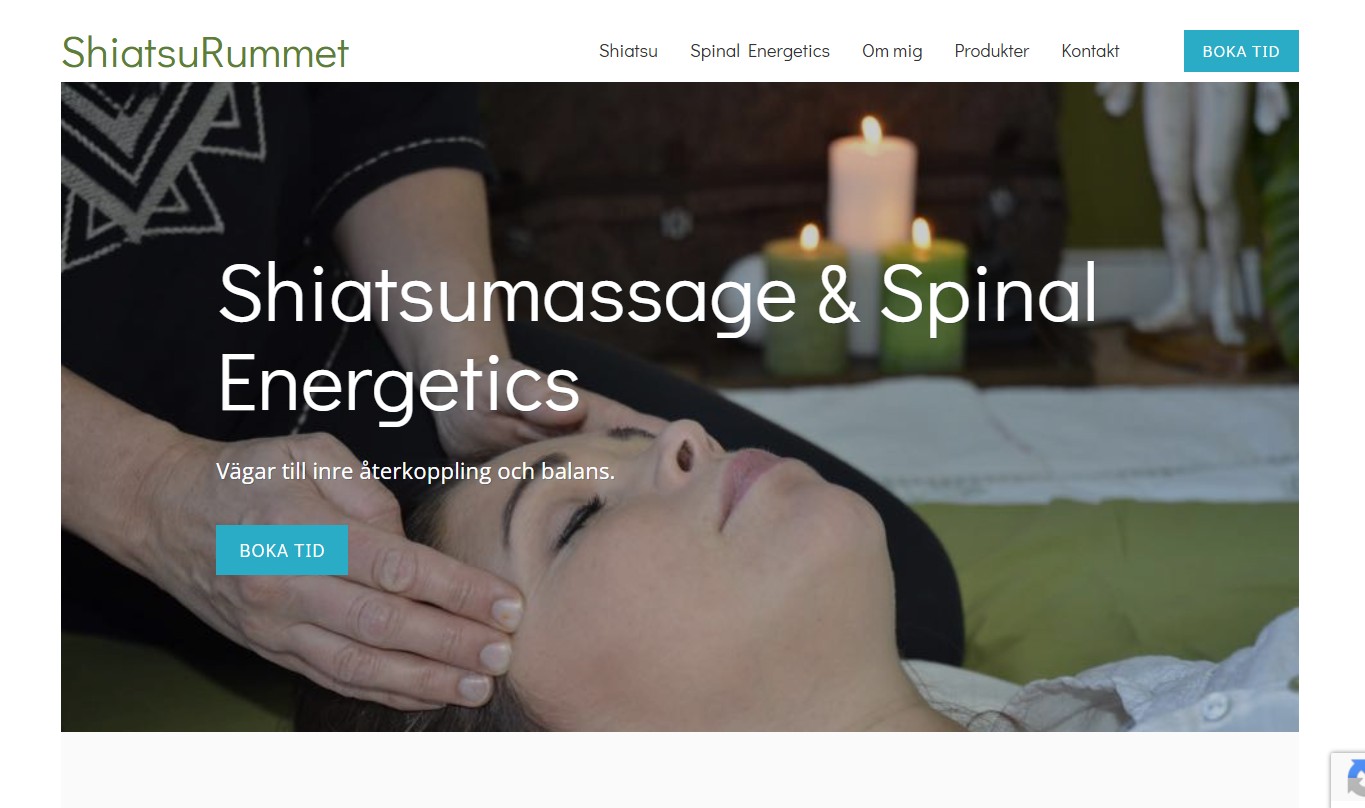 ShiatsuRummet
Shiatsu
Spinal Energetics
Om mig
Produkter
Kontakt
BOKA TID
Shiatsumassage & Spinal
Energetics
Vägar till inre återkoppling och balans.
BOKA TID